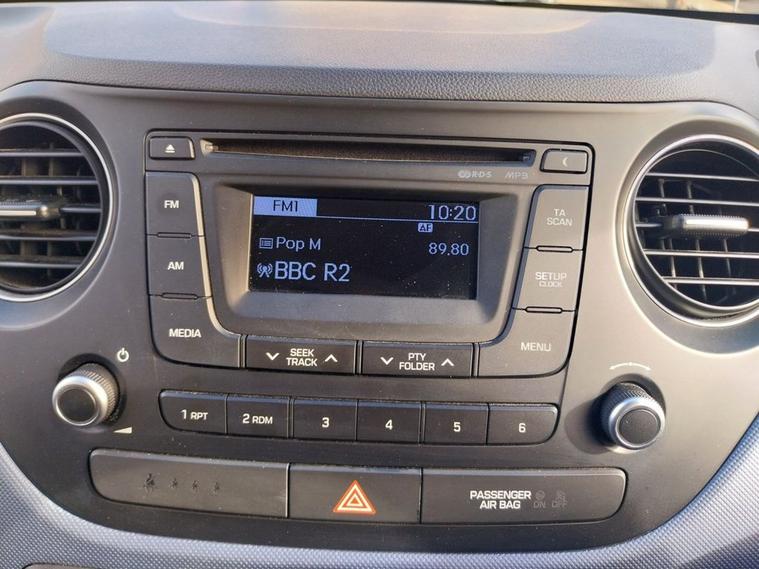 R·D·S MP3
FM
FM1 10:20
TA
SCAN
AF
Pop M 89.80
AM
BBC R2
SETUP
CLOCK
MEDIA
SEEK
TRACK
PTY
FOLDER
MENU
1 RPT
2 RDM
3
4
5
6
PASSENGER
AIR BAG
ON OFF